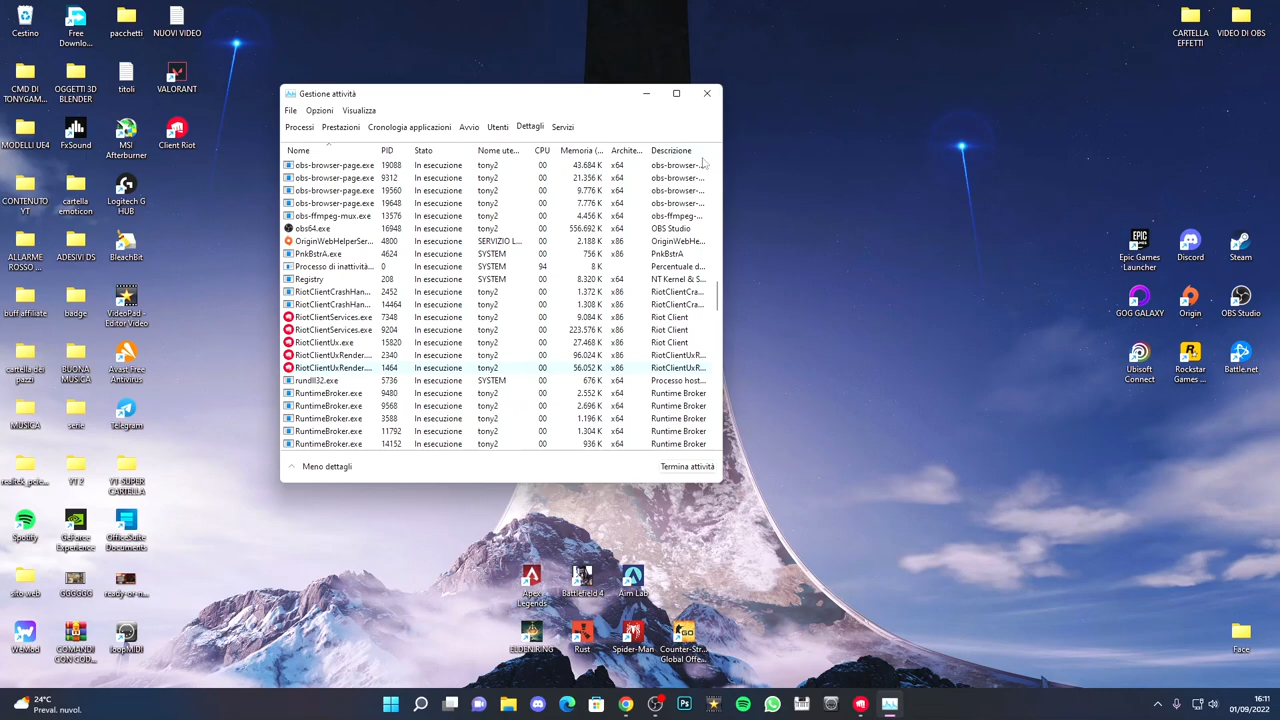 Cestino
Free
Downlo...
pacchetti
NUOVI VIDEO
CARTELLA
EFFETTI
VIDEO DI OBS
CMD DI
TONYGAM...
OGGETTI 3D
BLENDER
titoli
VALORANT
MODELLI UE4
FxSound
MSI
Afterburner
Client Riot
CONTENUTO
YT
cartella
emoticon
Logitech G
HUB
ALLARME
ROSSO ...
ADESIVI DS
BleachBit
Epic Games
Launcher
Discord
Steam
badge
VideoPad -
Editor Video
GOG GALAXY
Origin
OBS Studio
BUONA
MUSICA
Avast Free
Antivirus
Ubisoft
Connect
Rockstar
Games ...
Battle.net
MUSICA
serie
Telegram
YT 2
YT-SUPER
CARTELLA
Spotify
GeForce
Experience
OfficeSuite
Documents
sito web
GGGGGG
ready-or-n...
WeMod
COMANDI
CON COD...
loopMIDI
Gestione attività
File Opzioni Visualizza
Processi Prestazioni Cronologia applicazioni Avvio Utenti Dettagli Servizi
Nome PID Stato Nome ute... CPU Memoria (... Archite... Descrizione
obs-browser-page.exe 19088 In esecuzione tony2 00 43.684 K x64 obs-browser-...
obs-browser-page.exe 9312 In esecuzione tony2 00 21.356 K x64 obs-browser-...
obs-browser-page.exe 19560 In esecuzione tony2 00 9.776 K x64 obs-browser-...
obs-browser-page.exe 19648 In esecuzione tony2 00 7.776 K x64 obs-browser-...
obs-ffmpeg-mux.exe 13576 In esecuzione tony2 00 4.456 K x64 obs-ffmpeg-...
obs64.exe 16948 In esecuzione tony2 00 556.692 K x64 OBS Studio
OriginWebHelperSer... 4800 In esecuzione SERVIZIO L... 00 2.188 K x86 OriginWebHe...
PnkBstrA.exe 4624 In esecuzione SYSTEM 00 756 K x86 PnkBstrA
Processo di inattività... 0 In esecuzione SYSTEM 94 8 K Percentuale d...
Registry 208 In esecuzione SYSTEM 00 8.320 K x64 NT Kernel & S...
RiotClientCrashHan... 2452 In esecuzione tony2 00 1.372 K x86 RiotClientCra...
RiotClientCrashHan... 14464 In esecuzione tony2 00 1.308 K x86 RiotClientCra...
RiotClientServices.exe 7348 In esecuzione tony2 00 9.084 K x86 Riot Client
RiotClientServices.exe 9204 In esecuzione tony2 00 223.576 K x86 Riot Client
RiotClientUx.exe 15820 In esecuzione tony2 00 27.468 K x86 Riot Client
RiotClientUxRender.... 2340 In esecuzione tony2 00 96.024 K x86 RiotClientUxR...
RiotClientUxRender.... 1464 In esecuzione tony2 00 56.052 K x86 RiotClientUxR...
rundll32.exe 5736 In esecuzione SYSTEM 00 676 K x64 Processo host...
RuntimeBroker.exe 9480 In esecuzione tony2 00 2.552 K x64 Runtime Broker
RuntimeBroker.exe 9568 In esecuzione tony2 00 2.696 K x64 Runtime Broker
RuntimeBroker.exe 3588 In esecuzione tony2 00 1.196 K x64 Runtime Broker
RuntimeBroker.exe 11792 In esecuzione tony2 00 1.304 K x64 Runtime Broker
RuntimeBroker.exe 14152 In esecuzione tony2 00 936 K x64 Runtime Broker
Meno dettagli Termina attività
Apex
Legends
Battlefield 4
Aim Lab
ELDENRING
Rust
Spider-Man
Counter-Str...
Global Offe...
Face
24°C
Preval. nuvol.
16:11
01/09/2022